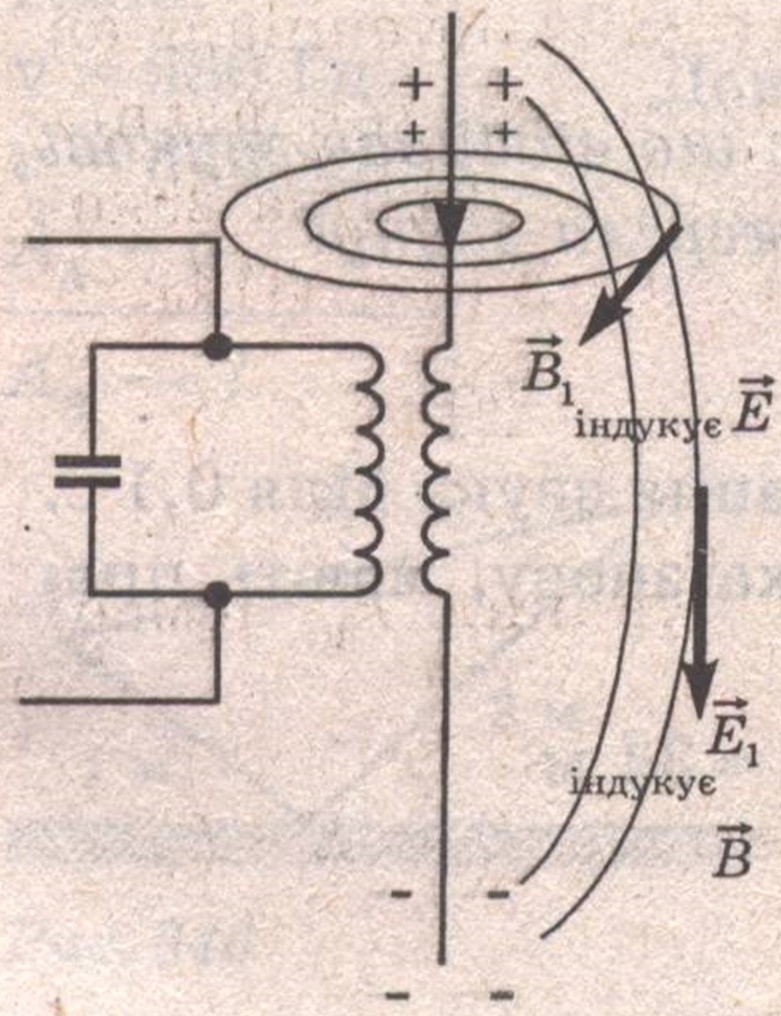 + +
+ +
B⃗₁
індукує E⃗
E⃗₁
індукує
B⃗
- -
- -